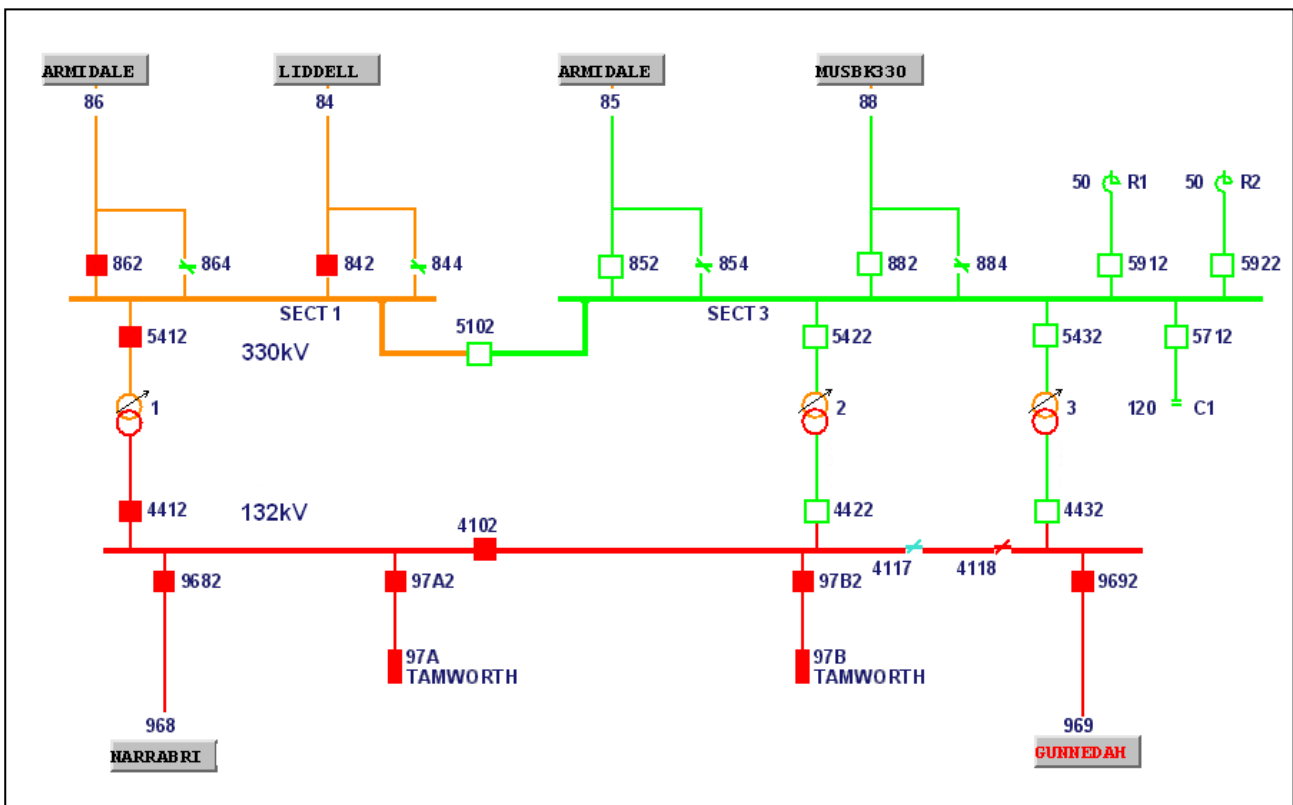 ARMIDALE
LIDDELL
ARMIDALE
MUSBK330
86
84
85
88
50 R1
50 R2
862
864
842
844
852
854
882
884
5912
5922
SECT 1
SECT 3
5412
330kV
5102
5422
5432
5712
1
2
3
120 C1
4412
132kV
4102
4422
4432
4117
4118
9682
97A2
97B2
9692
97A
TAMWORTH
97B
TAMWORTH
968
969
NARRABRI
GUNNEDAH